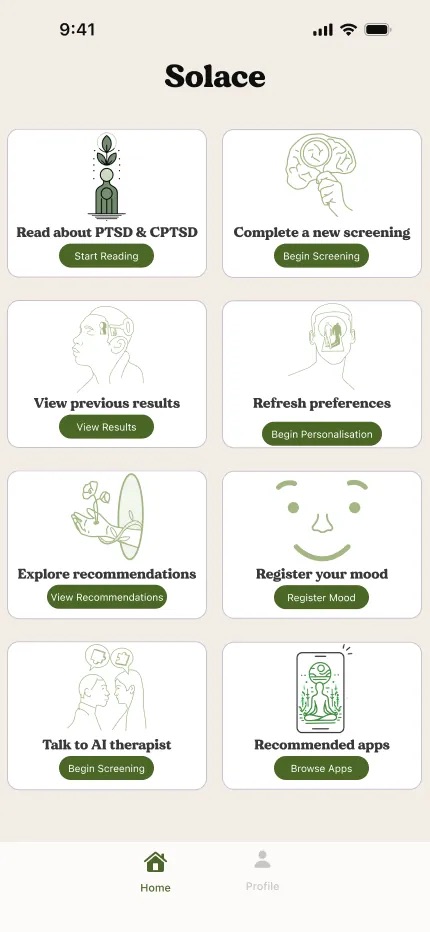 9:41
Solace
Read about PTSD & CPTSD
Start Reading
Complete a new screening
Begin Screening
View previous results
View Results
Refresh preferences
Begin Personalisation
Explore recommendations
View Recommendations
Register your mood
Register Mood
Talk to AI therapist
Begin Screening
Recommended apps
Browse Apps
Home
Profile